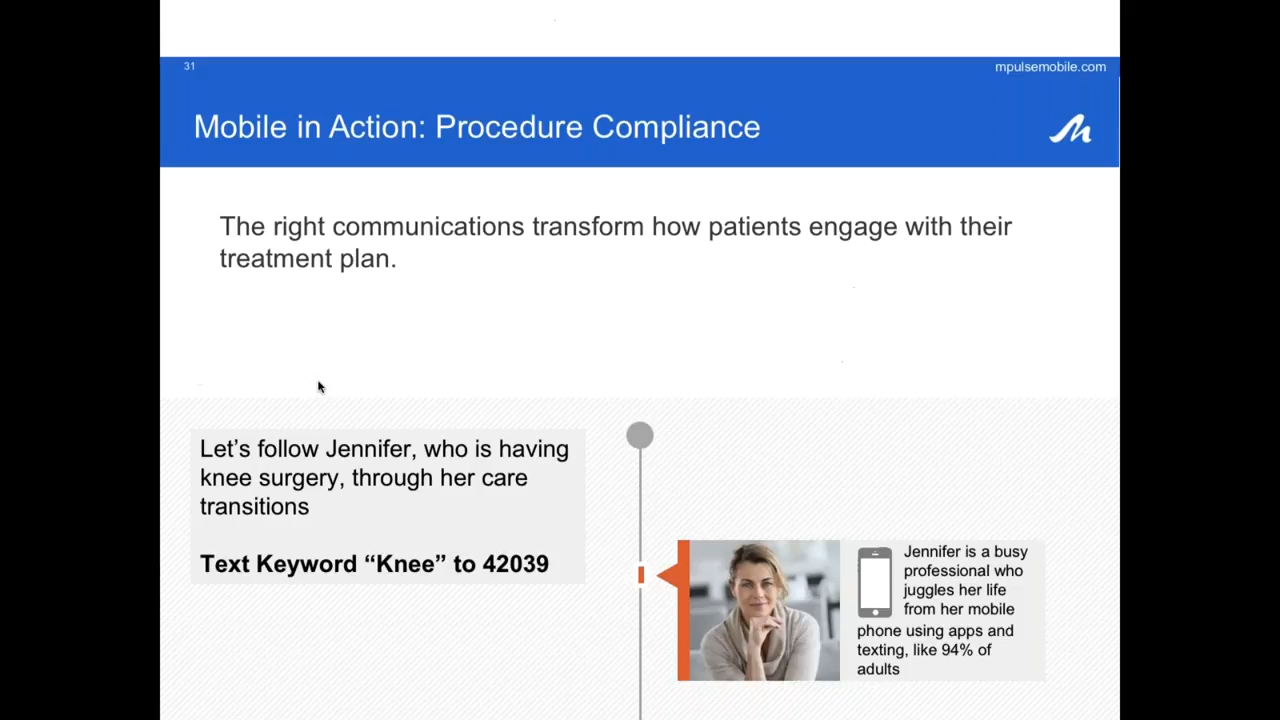 31
mpulsemobile.com
Mobile in Action: Procedure Compliance
The right communications transform how patients engage with their
treatment plan.
Let’s follow Jennifer, who is having
knee surgery, through her care
transitions
Text Keyword “Knee” to 42039
Jennifer is a busy
professional who
juggles her life
from her mobile
phone using apps and
texting, like 94% of
adults